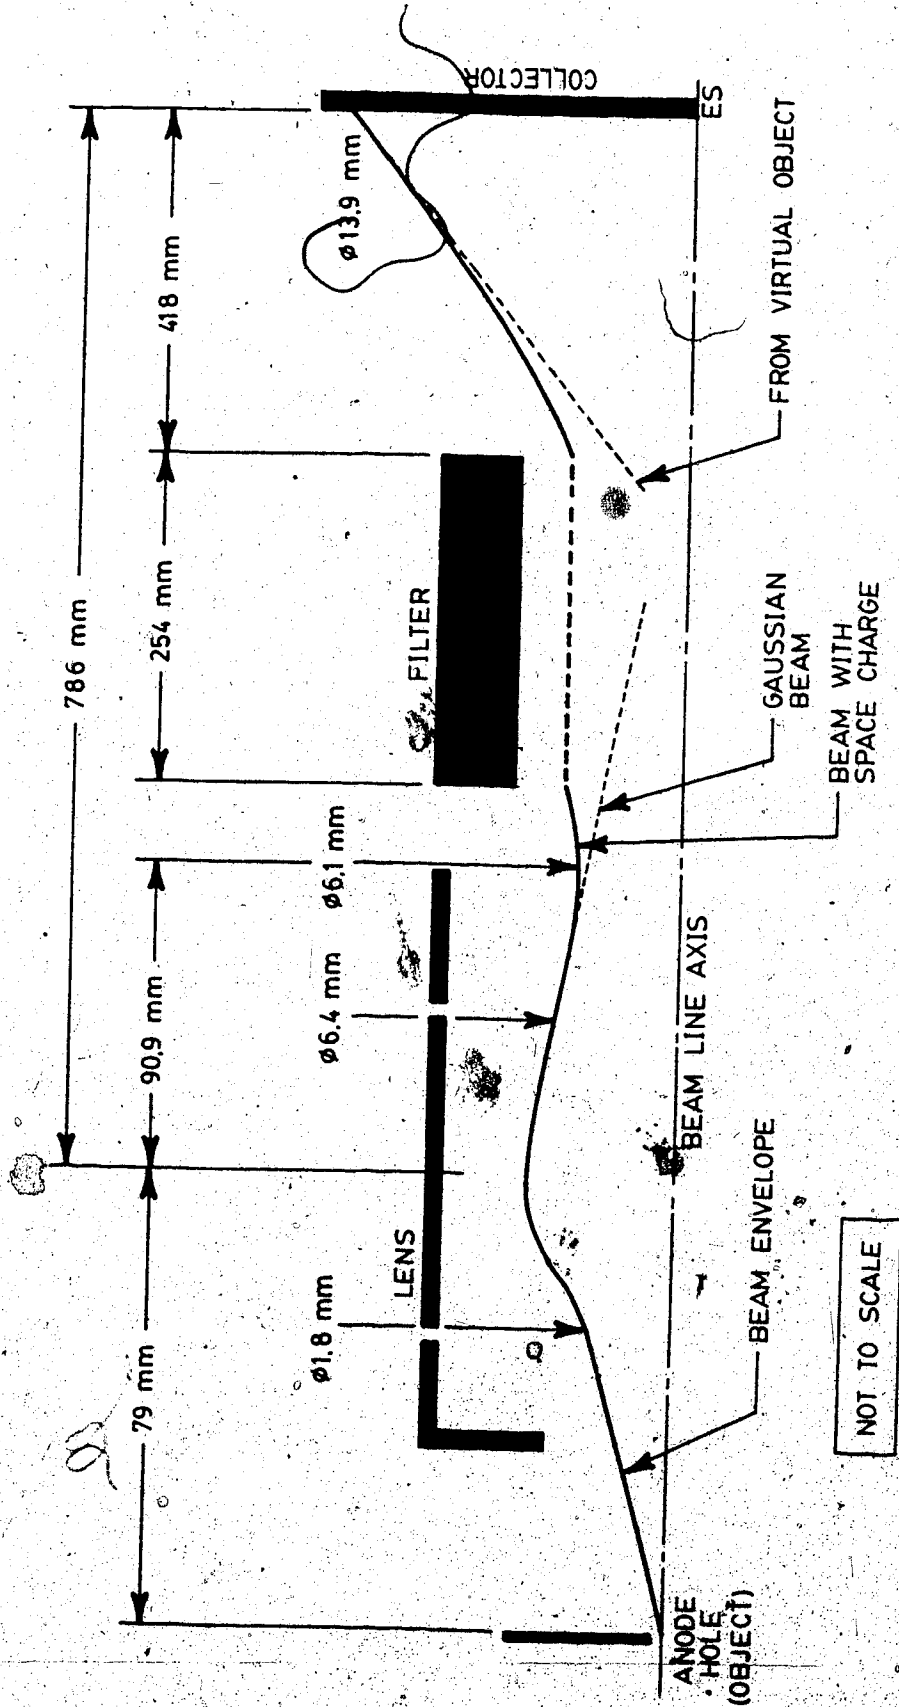 786 mm
79 mm
90.9 mm
254 mm
418 mm
ø1.8 mm
ø6.4 mm
ø6.1 mm
ø13.9 mm
LENS
FILTER
COLLECTOR
ES
ANODE
HOLE
(OBJECT)
BEAM LINE AXIS
BEAM ENVELOPE
GAUSSIAN
BEAM
BEAM WITH
SPACE CHARGE
FROM VIRTUAL OBJECT
NOT TO SCALE